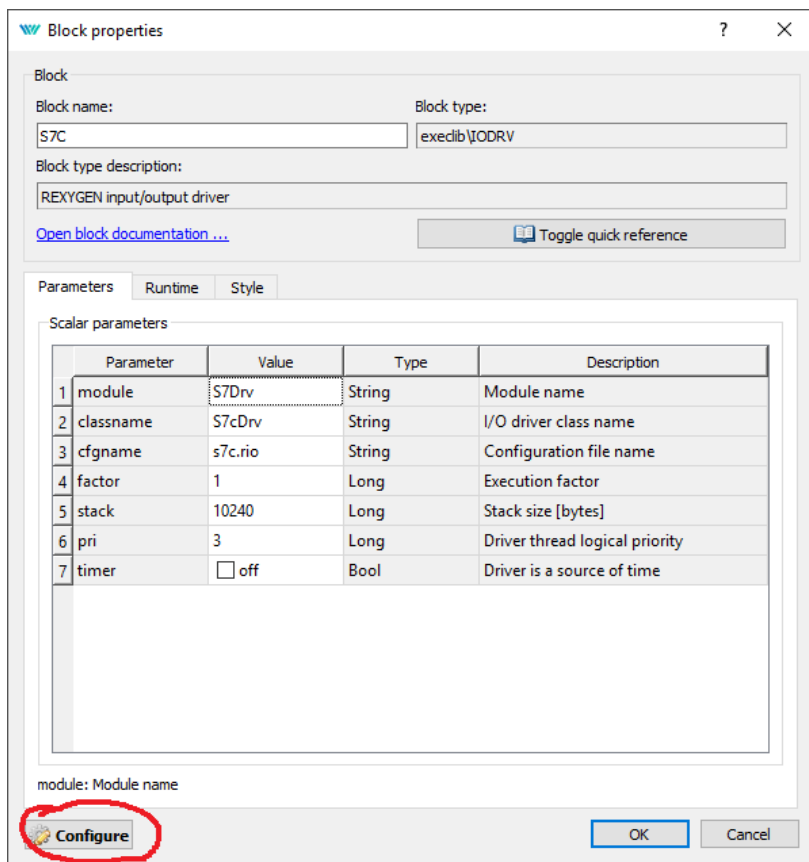 Block properties ?
Block
Block name: Block type:
S7C execlib\IODRV
Block type description:
REXYGEN input/output driver
Open block documentation ... Toggle quick reference
Parameters Runtime Style
Scalar parameters
Parameter Value Type Description
1 module S7Drv String Module name
2 classname S7cDrv String I/O driver class name
3 cfgname s7c.rio String Configuration file name
4 factor 1 Long Execution factor
5 stack 10240 Long Stack size [bytes]
6 pri 3 Long Driver thread logical priority
7 timer off Bool Driver is a source of time
module: Module name
Configure OK Cancel